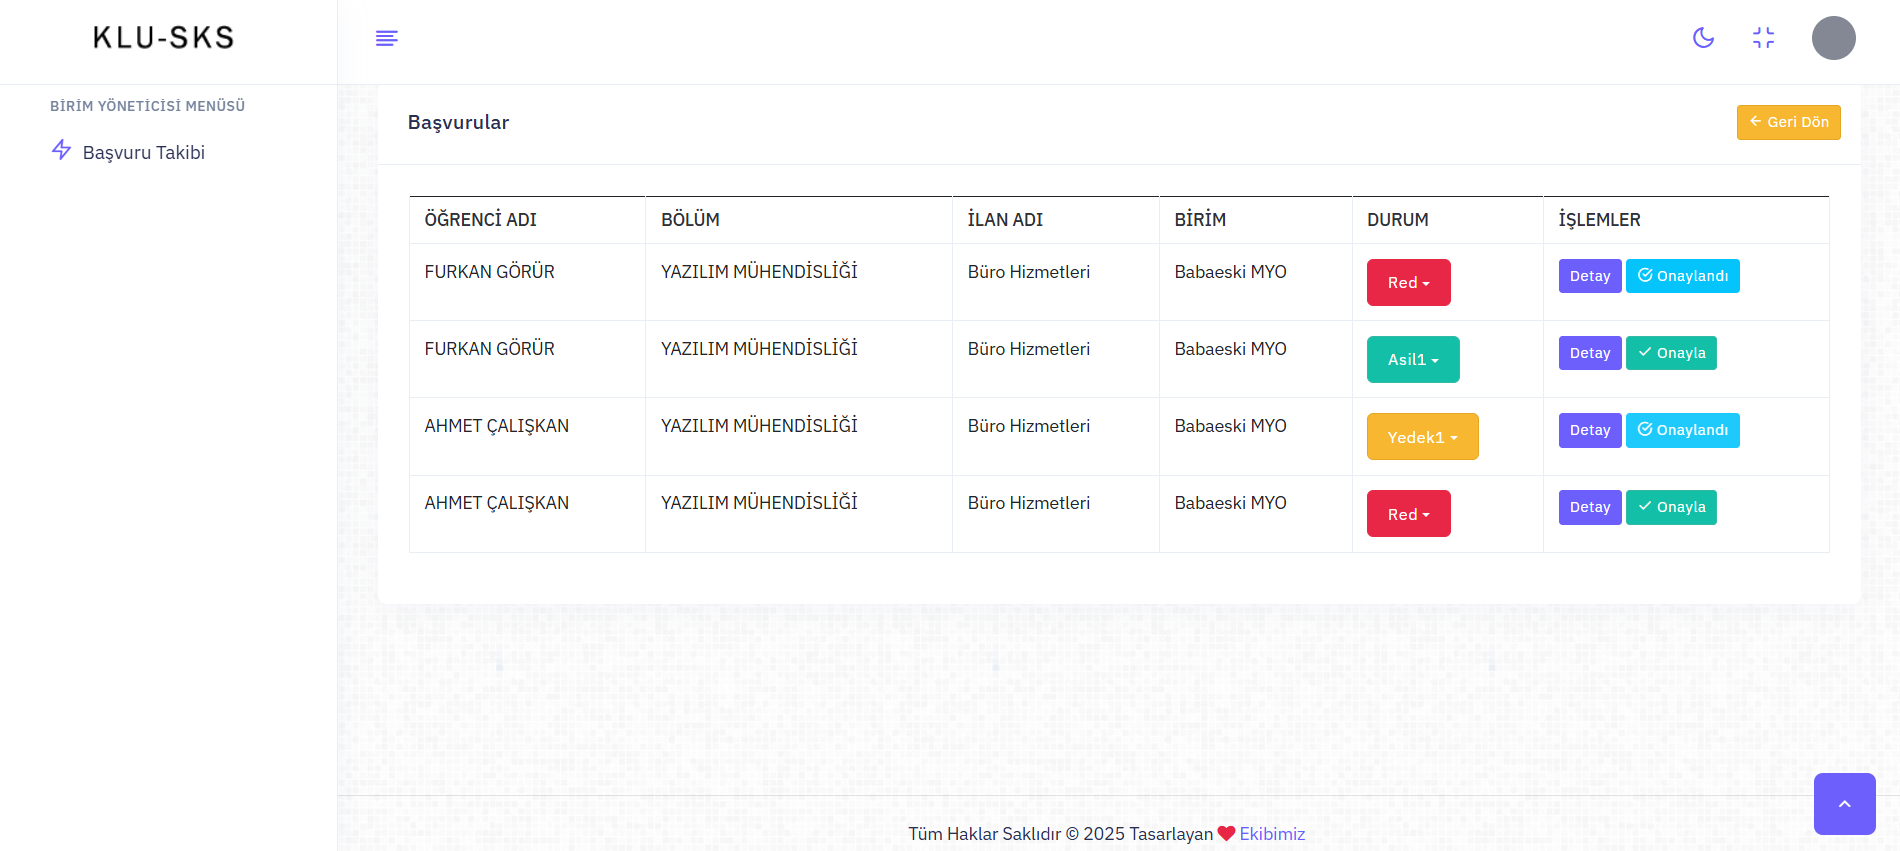 KLU-SKS
BİRİM YÖNETİCİSİ MENÜSÜ
Başvuru Takibi
Başvurular
Geri Dön
ÖĞRENCİ ADI BÖLÜM İLAN ADI BİRİM DURUM İŞLEMLER
FURKAN GÖRÜR YAZILIM MÜHENDİSLİĞİ Büro Hizmetleri Babaeski MYO Red Detay Onaylandı
FURKAN GÖRÜR YAZILIM MÜHENDİSLİĞİ Büro Hizmetleri Babaeski MYO Asil1 Detay Onayla
AHMET ÇALIŞKAN YAZILIM MÜHENDİSLİĞİ Büro Hizmetleri Babaeski MYO Yedek1 Detay Onaylandı
AHMET ÇALIŞKAN YAZILIM MÜHENDİSLİĞİ Büro Hizmetleri Babaeski MYO Red Detay Onayla
Tüm Haklar Saklıdır © 2025 Tasarlayan ❤ Ekibimiz